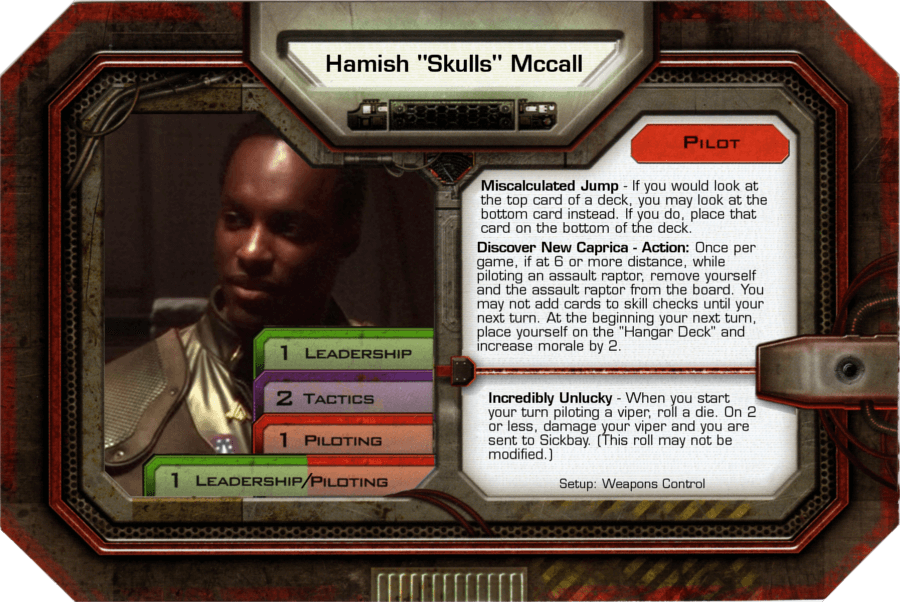 Hamish "Skulls" Mccall
Pilot
Miscalculated Jump - If you would look at
the top card of a deck, you may look at the
bottom card instead. If you do, place that
card on the bottom of the deck.
Discover New Caprica - Action: Once per
game, if at 6 or more distance, while
piloting an assault raptor, remove yourself
and the assault raptor from the board. You
may not add cards to skill checks until your
next turn. At the beginning your next turn,
place yourself on the "Hangar Deck" and
increase morale by 2.
1 Leadership
2 Tactics
1 Piloting
1 Leadership/Piloting
Incredibly Unlucky - When you start
your turn piloting a viper, roll a die. On 2
or less, damage your viper and you are
sent to Sickbay. (This roll may not be
modified.)
Setup: Weapons Control